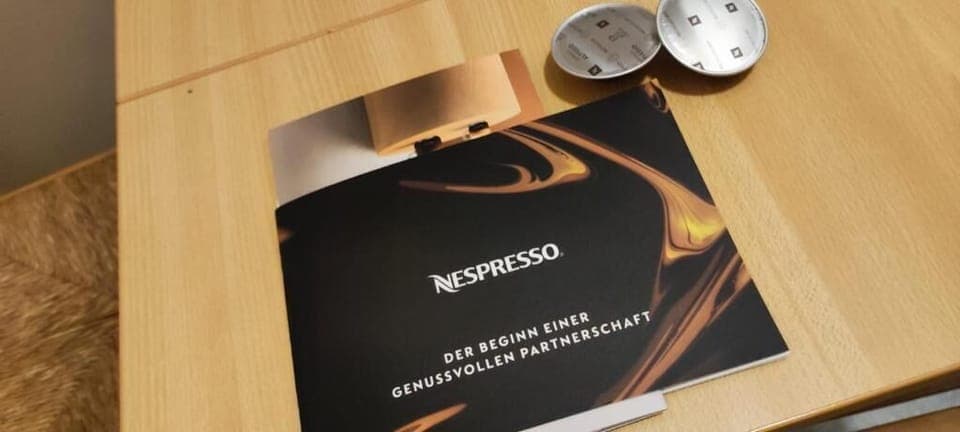 NESPRESSO
DER BEGINN EINER
GENUSSVOLLEN PARTNERSCHAFT